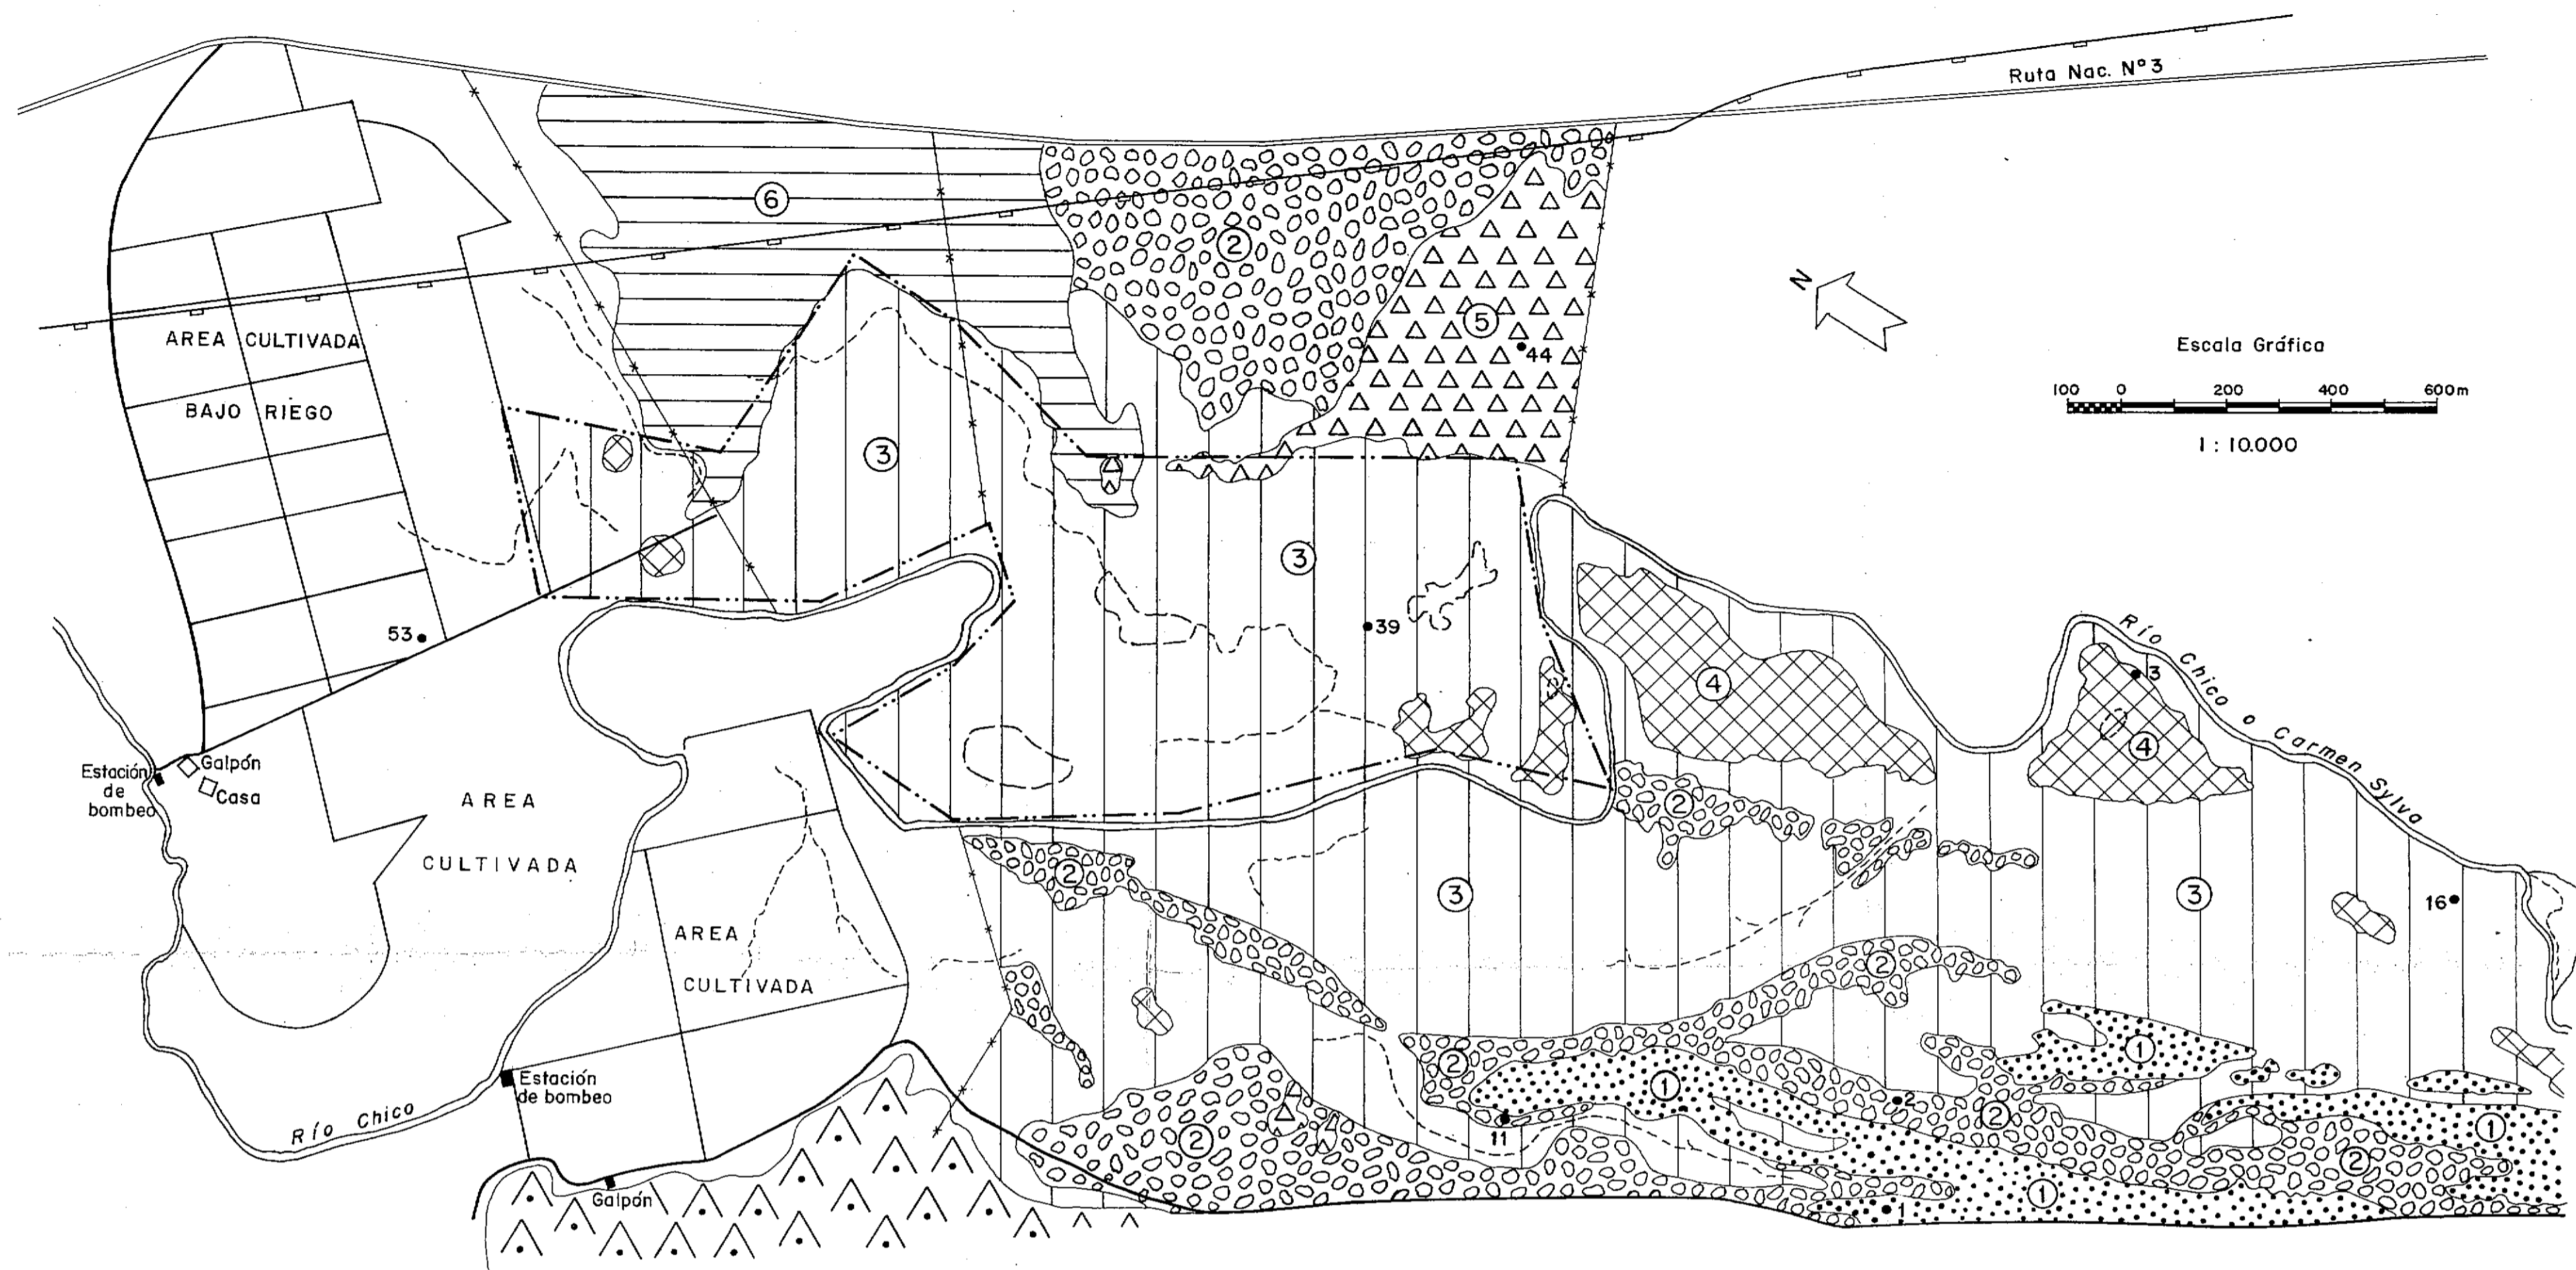 Ruta Nac. N° 3
6
2
N
5
44
AREA CULTIVADA
BAJO RIEGO
Escala Gráfica
100 0 200 400 600m
1 : 10.000
3
3
39
53
Río Chico o Carmen Sylva
3
4
4
Estación
de
bombeo
Galpón
Casa
AREA
CULTIVADA
2
2
3
3
16
AREA
CULTIVADA
2
1
2
1
2
11
2
1
2
2
Estación
de bombeo
Río Chico
Galpón
1
1